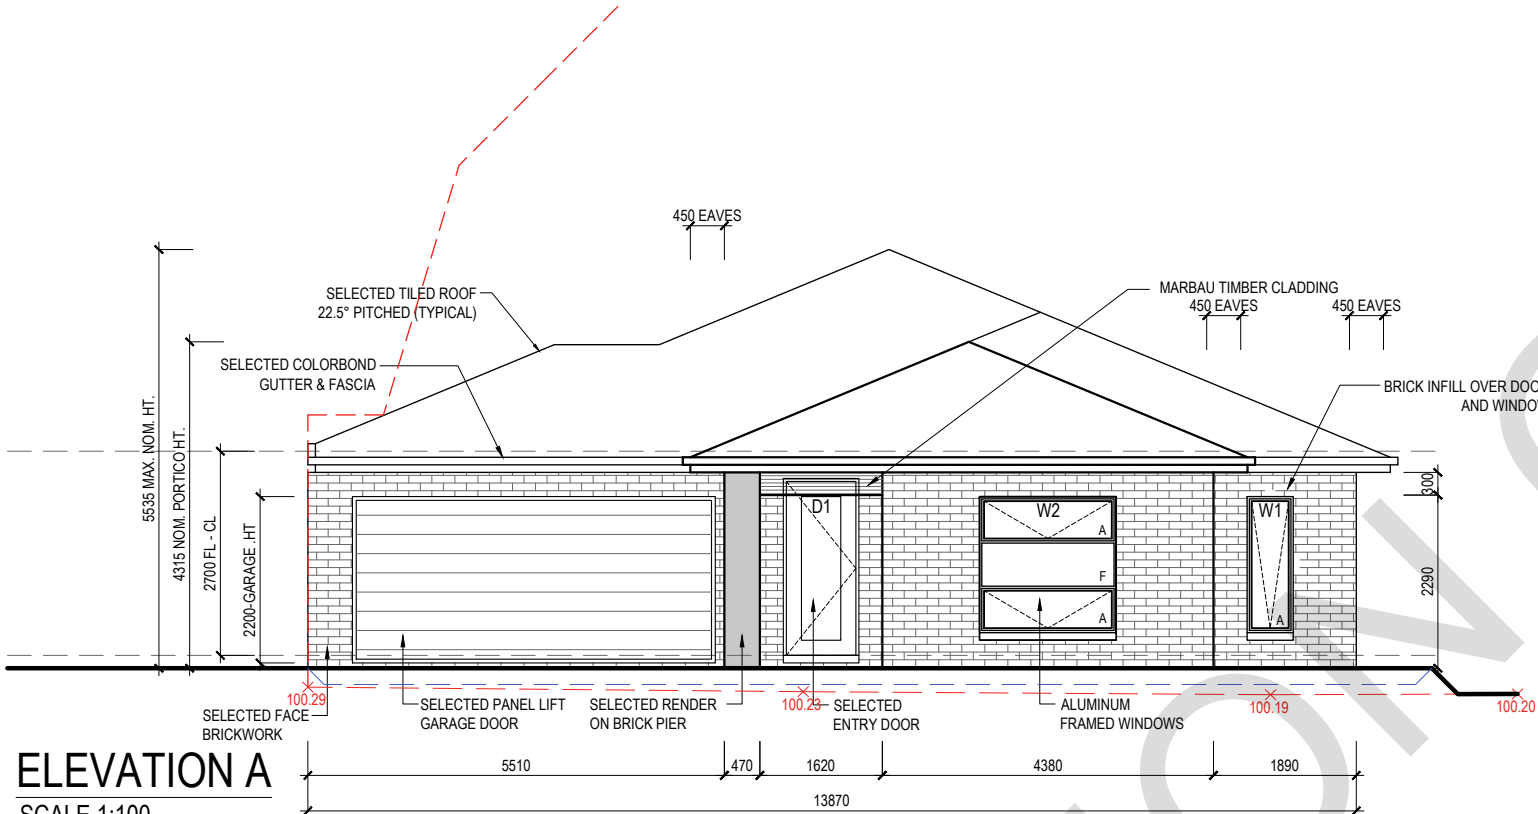 450 EAVES
SELECTED TILED ROOF
22.5° PITCHED (TYPICAL)
MARBAU TIMBER CLADDING
450 EAVES
450 EAVES
SELECTED COLORBOND
GUTTER & FASCIA
BRICK INFILL OVER DOO
AND WINDOW
5535 MAX. NOM. HT.
4315 NOM. PORTICO HT.
2700 FL - CL
2200-GARAGE .HT
300
2290
D1
W2
A
F
A
W1
A
100.29
100.23
100.19
100.20
SELECTED FACE
BRICKWORK
SELECTED PANEL LIFT
GARAGE DOOR
SELECTED RENDER
ON BRICK PIER
SELECTED
ENTRY DOOR
ALUMINUM
FRAMED WINDOWS
5510
470
1620
4380
1890
13870
ELEVATION A
SCALE 1:100
ON